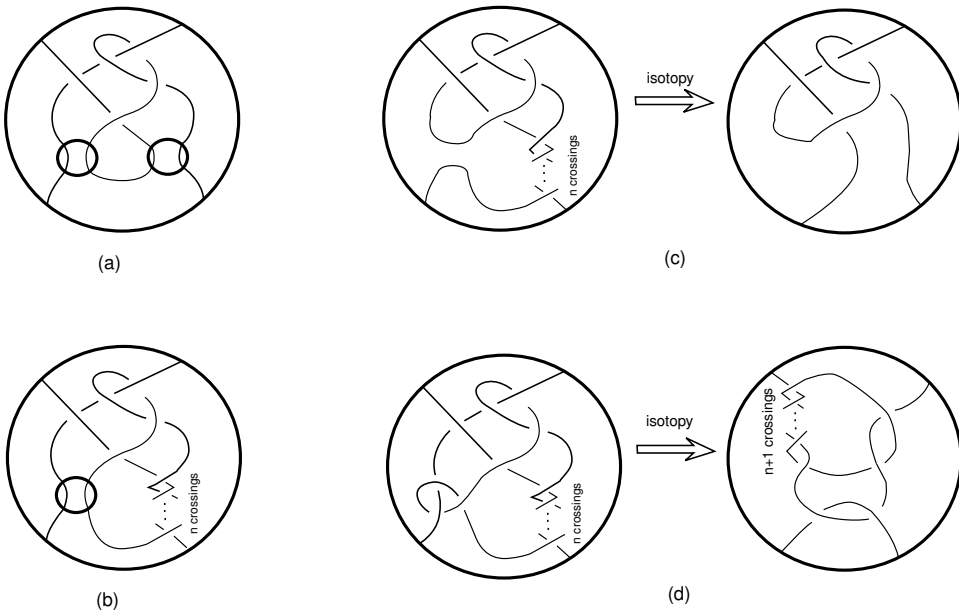 isotopy
n crossings
(a)
(c)
isotopy
n crossings
n crossings
n+1 crossings
(b)
(d)